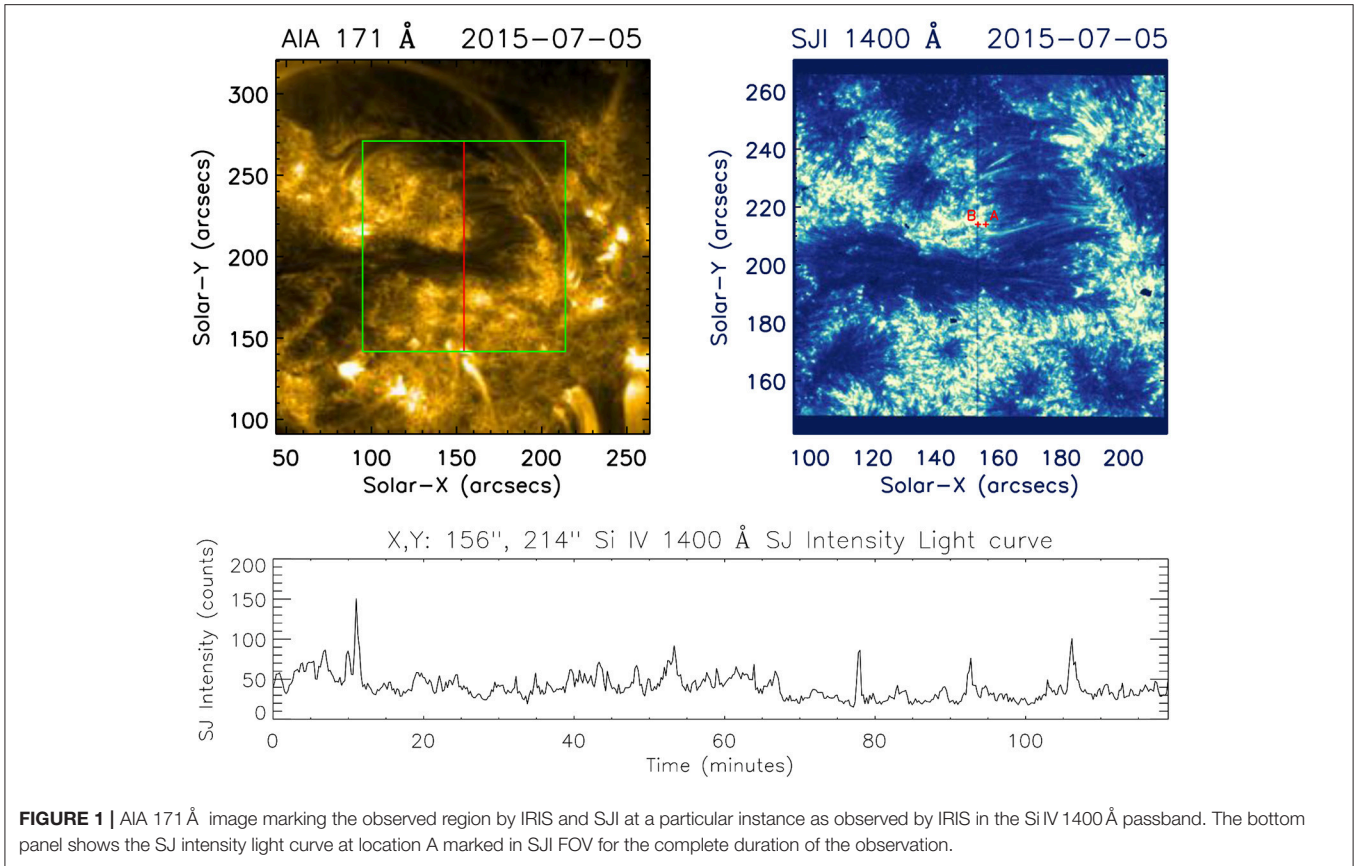 AIA 171 Å 2015-07-05
300
250
200
150
100
Solar-Y (arcsecs)
50 100 150 200 250
Solar-X (arcsecs)
SJI 1400 Å 2015-07-05
260
240
220
200
180
160
Solar-Y (arcsecs)
B A
100 120 140 160 180 200
Solar-X (arcsecs)
X,Y: 156", 214" Si IV 1400 Å SJ Intensity Light curve
200
150
100
50
0
SJ Intensity (counts)
0 20 40 60 80 100
Time (minutes)
FIGURE 1 | AIA 171 Å image marking the observed region by IRIS and SJI at a particular instance as observed by IRIS in the Si IV 1400 Å passband. The bottom
panel shows the SJ intensity light curve at location A marked in SJI FOV for the complete duration of the observation.